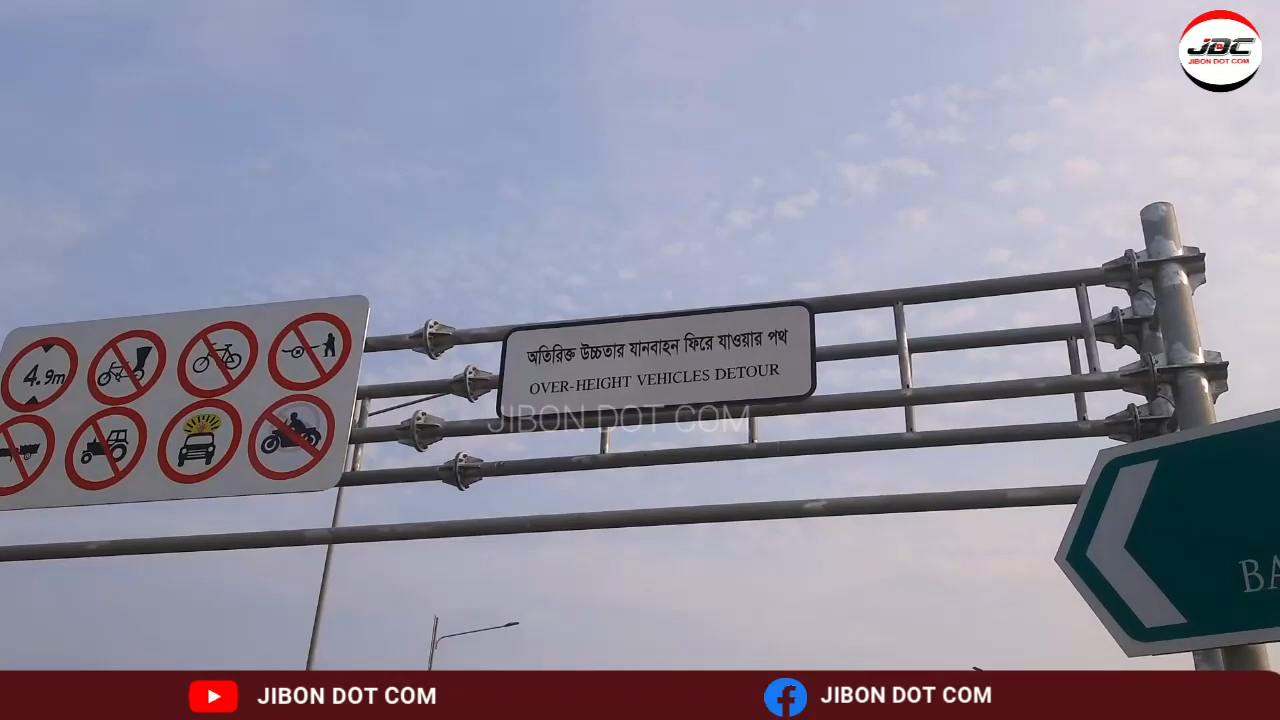 JDC
JIBON DOT COM
4.9m
অতিরিক্ত উচ্চতার যানবাহন ফিরে যাওয়ার পথ
OVER-HEIGHT VEHICLES DETOUR
JIBON DOT COM
BA
JIBON DOT COM
JIBON DOT COM